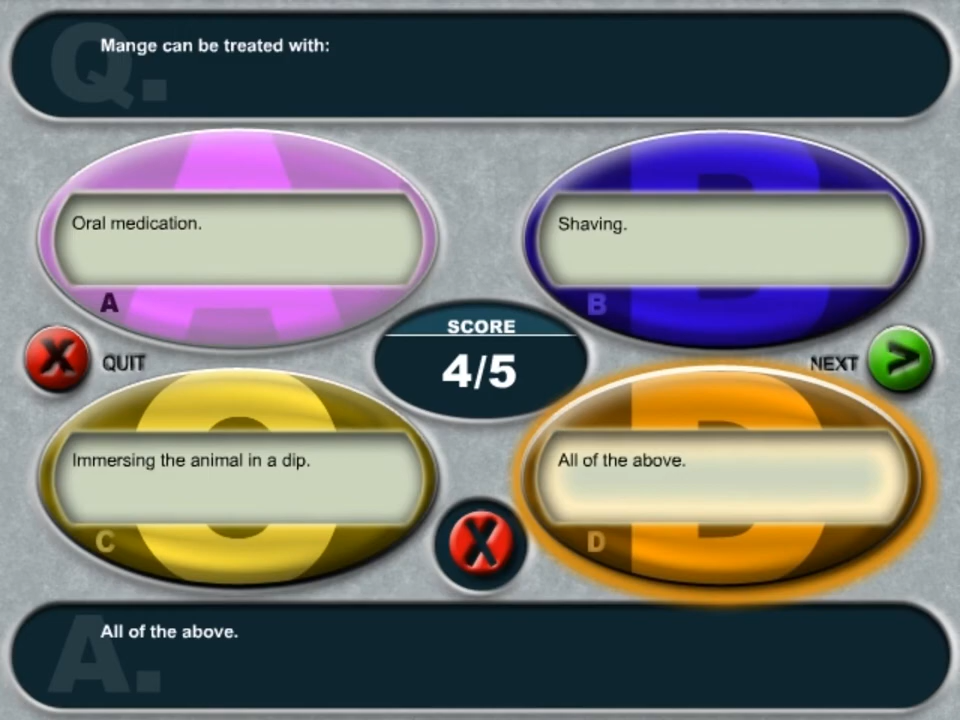 Q.
Mange can be treated with:
A
Oral medication.
A
B
Shaving.
B
SCORE
4/5
X
QUIT
NEXT
>
C
Immersing the animal in a dip.
C
D
All of the above.
D
X
A.
All of the above.